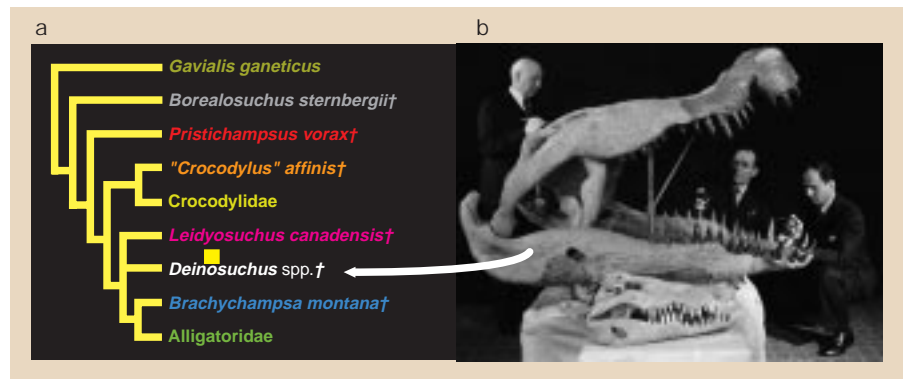 a
b
Gavialis ganeticus
Borealosuchus sternbergii†
Pristichampsus vorax†
"Crocodylus" affinis†
Crocodylidae
Leidyosuchus canadensis†
Deinosuchus spp.†
Brachychampsa montana†
Alligatoridae